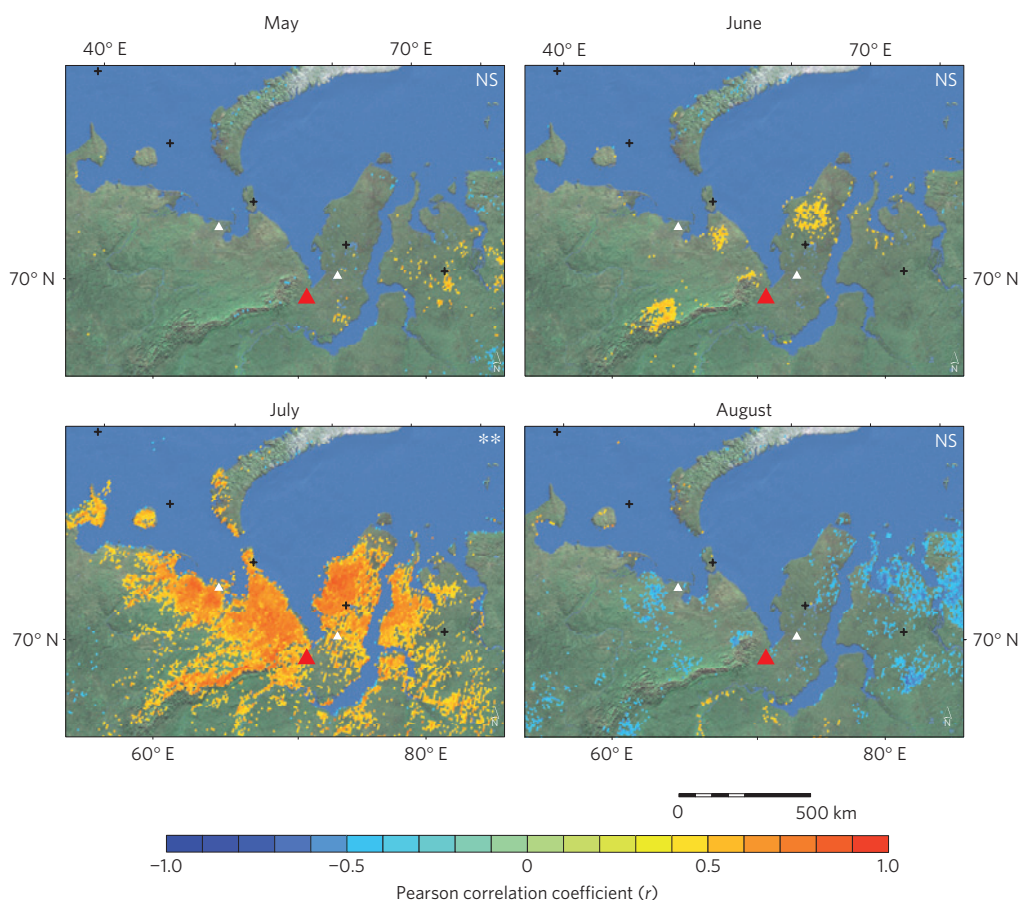 May
June
40° E
70° E
40° E
70° E
NS
NS
70° N
70° N
N
N
July
August
**
NS
70° N
70° N
N
N
60° E
80° E
60° E
80° E
0
500 km
−1.0
−0.5
0
0.5
1.0
Pearson correlation coefficient (r)